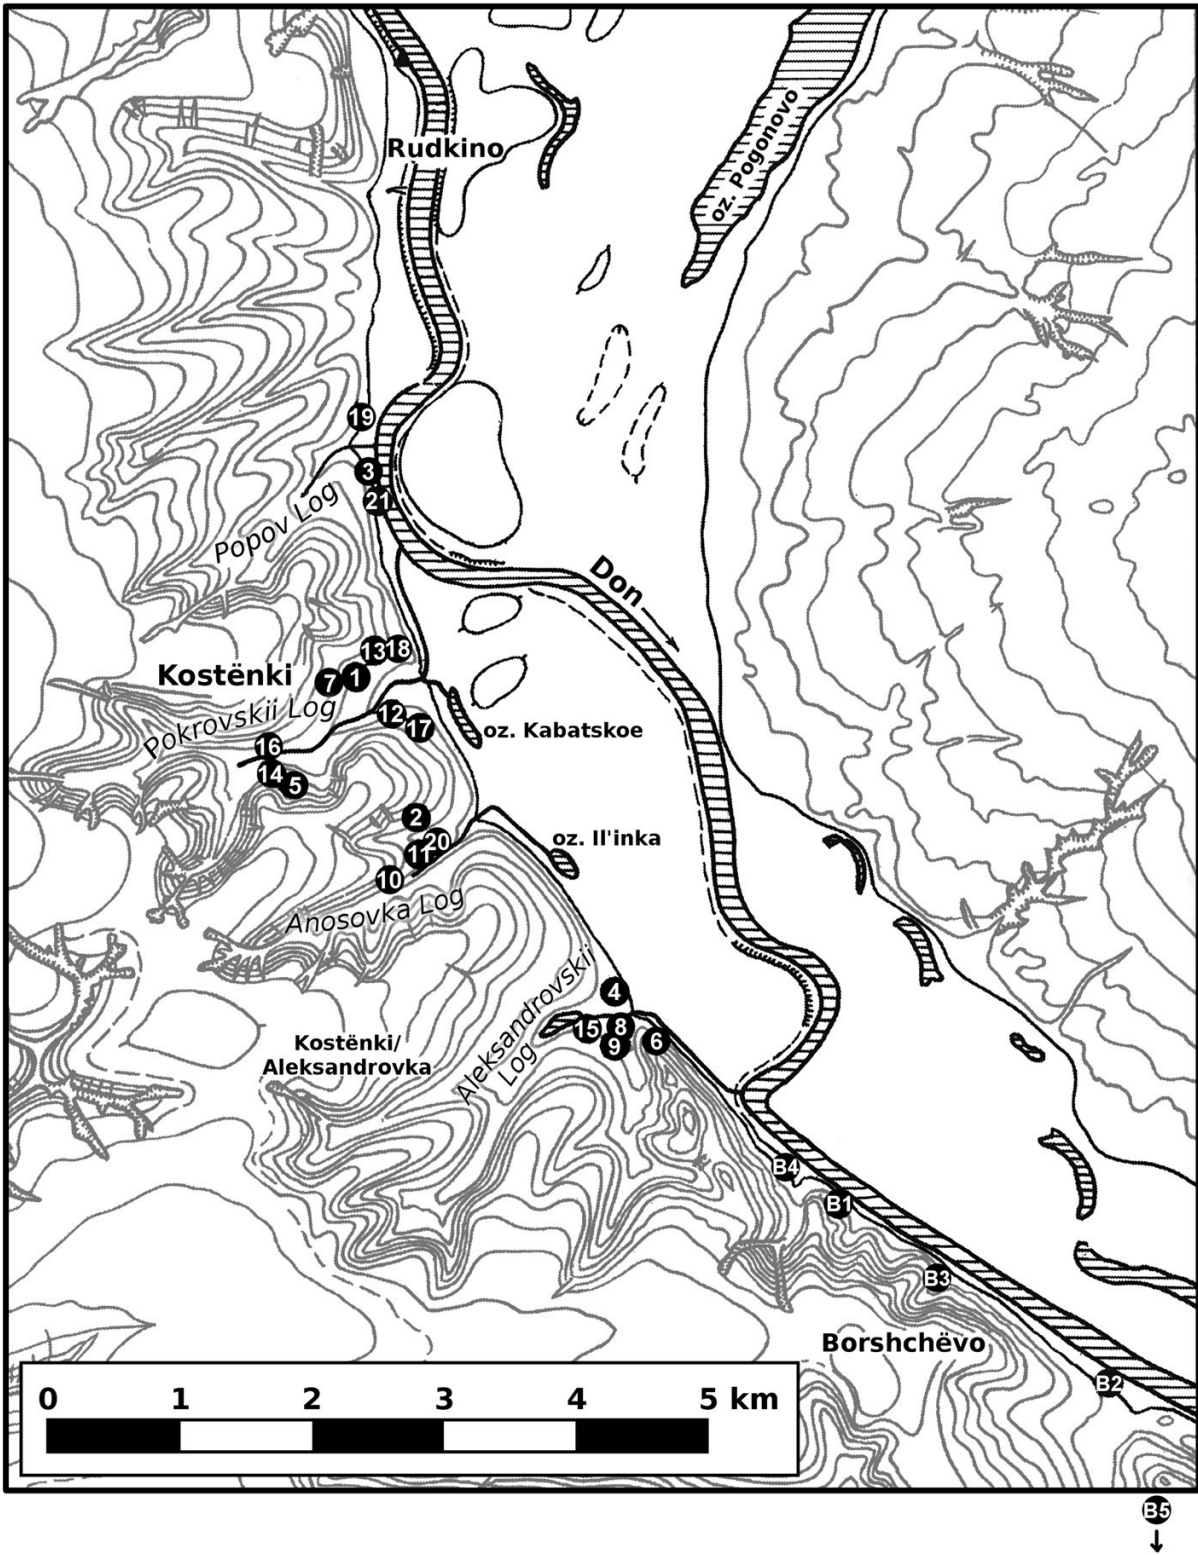 Rudkino
oz. Pogonovo
19
3
21
Popov Log
Don
13
18
Kostënki
7
1
Pokrovskii Log
12
17
oz. Kabatskoe
16
14
5
2
20
11
oz. Il'inka
10
Anosovka Log
4
Aleksandrovskii
Log
15
8
9
6
Kostënki/
Aleksandrovka
B4
B1
B3
Borshchëvo
B2
0 1 2 3 4 5 km
B5